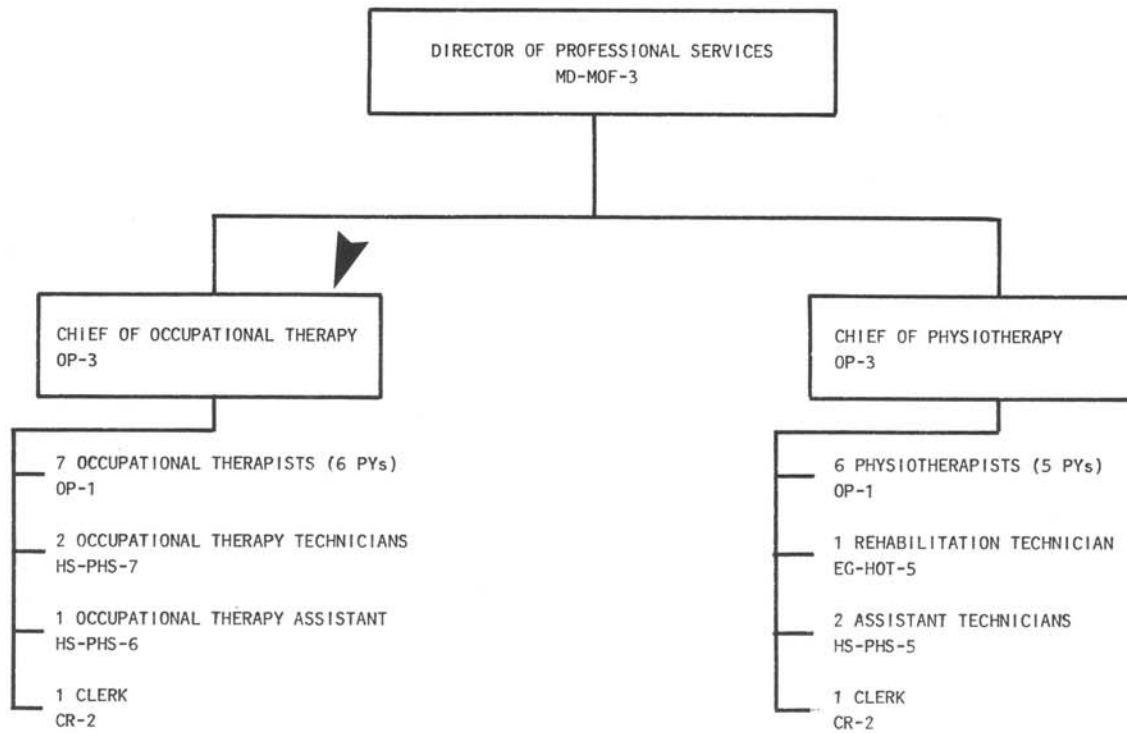 DIRECTOR OF PROFESSIONAL SERVICES
MD-MOF-3
CHIEF OF OCCUPATIONAL THERAPY
OP-3
7 OCCUPATIONAL THERAPISTS (6 PYs)
OP-1
2 OCCUPATIONAL THERAPY TECHNICIANS
HS-PHS-7
1 OCCUPATIONAL THERAPY ASSISTANT
HS-PHS-6
1 CLERK
CR-2
CHIEF OF PHYSIOTHERAPY
OP-3
6 PHYSIOTHERAPISTS (5 PYs)
OP-1
1 REHABILITATION TECHNICIAN
EG-HOT-5
2 ASSISTANT TECHNICIANS
HS-PHS-5
1 CLERK
CR-2